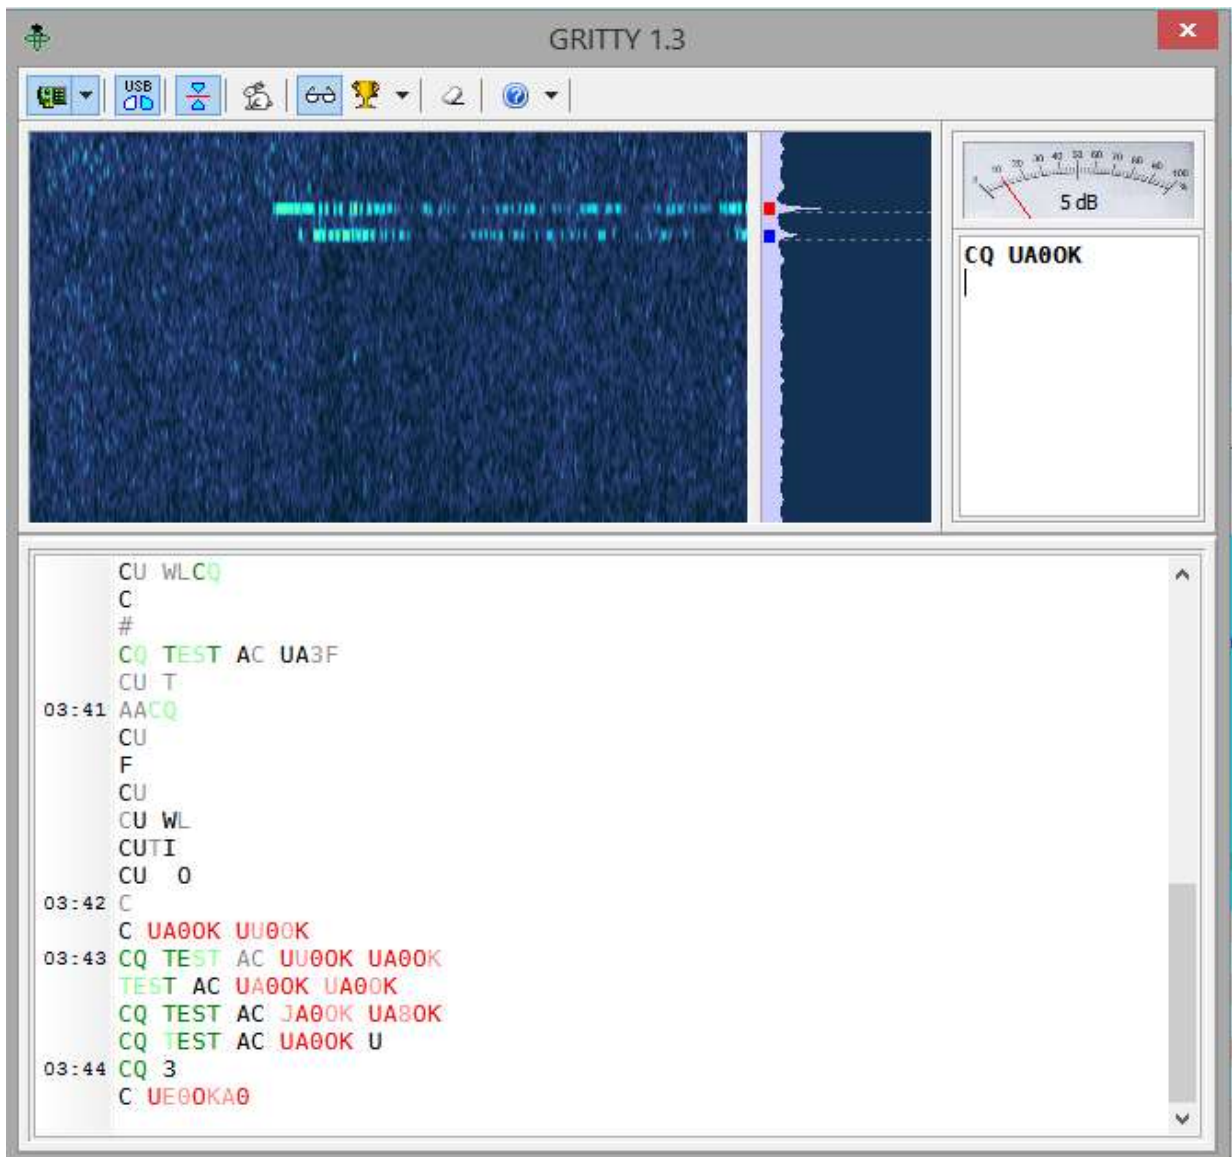 GRITTY 1.3
USB
5 dB
CQ UA0OK
CU WLCQ
C
#
CQ TEST AC UA3F
CU T
03:41 AACQ
CU
F
CU
CU WL
CUTI
CU  O
03:42 C
C UA0OK UU0OK
03:43 CQ TEST AC UU0OK UA0OK
TEST AC UA0OK UA0OK
CQ TEST AC JA0OK UA8OK
CQ TEST AC UA0OK U
03:44 CQ 3
C UE0OKA0